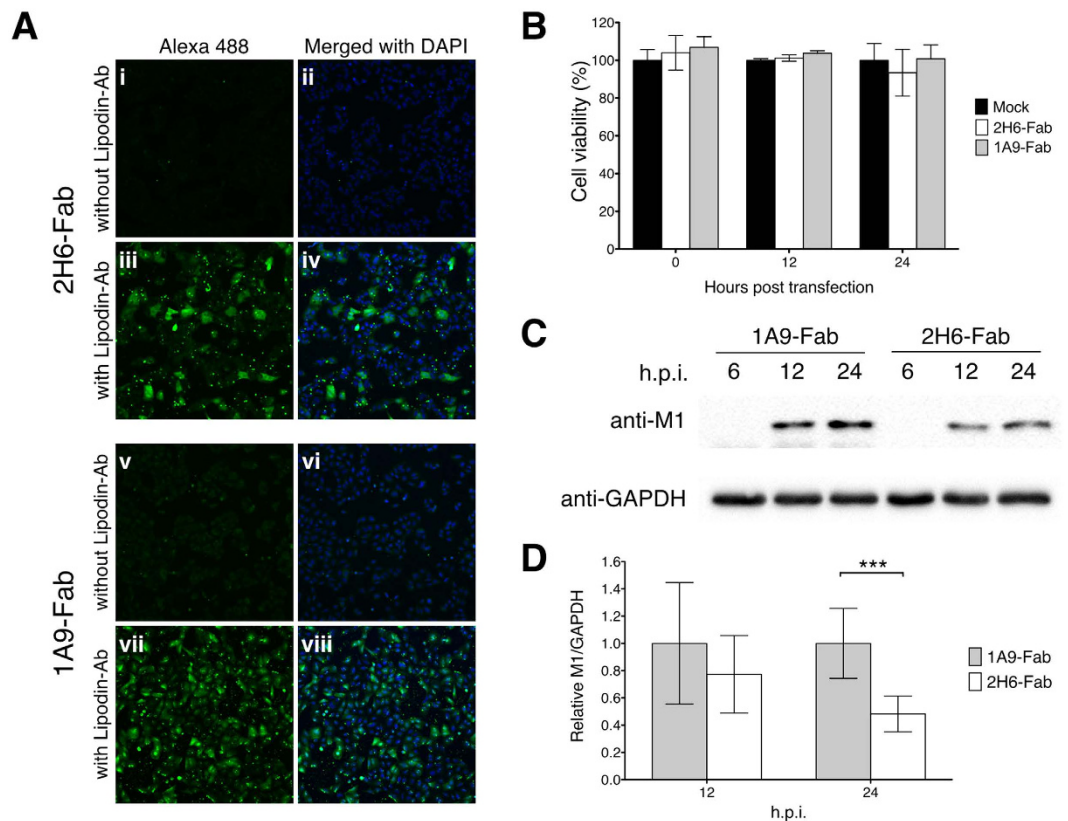 A
Alexa 488
Merged with DAPI
2H6-Fab
without Lipodin-Ab
i
ii
with Lipodin-Ab
iii
iv
1A9-Fab
without Lipodin-Ab
v
vi
with Lipodin-Ab
vii
viii
B
Cell viability (%)
120
100
80
60
40
20
0
0
12
24
Hours post transfection
Mock
2H6-Fab
1A9-Fab
C
1A9-Fab
2H6-Fab
h.p.i.
6
12
24
6
12
24
anti-M1
anti-GAPDH
D
Relative M1/GAPDH
1.6
1.4
1.2
1.0
0.8
0.6
0.4
0.2
0.0
***
12
24
h.p.i.
1A9-Fab
2H6-Fab